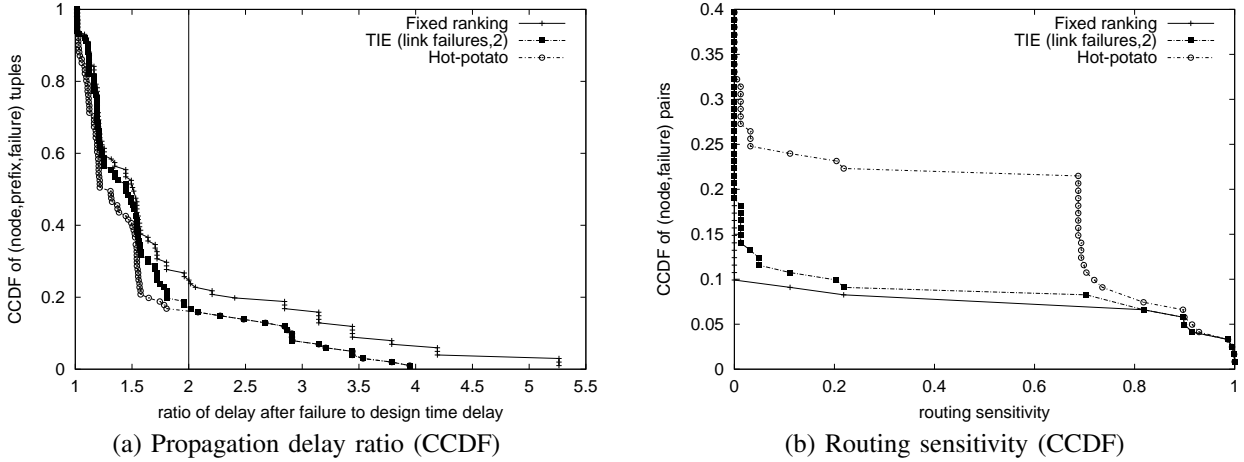 Fixed ranking
TIE (link failures,2)
Hot-potato
CCDF of (node,prefix,failure) tuples
1
0.8
0.6
0.4
0.2
0
1
1.5
2
2.5
3
3.5
4
4.5
5
5.5
ratio of delay after failure to design time delay
(a) Propagation delay ratio (CCDF)
Fixed ranking
TIE (link failures,2)
Hot-potato
CCDF of (node,failure) pairs
0.4
0.35
0.3
0.25
0.2
0.15
0.1
0.05
0
0
0.2
0.4
0.6
0.8
1
routing sensitivity
(b) Routing sensitivity (CCDF)